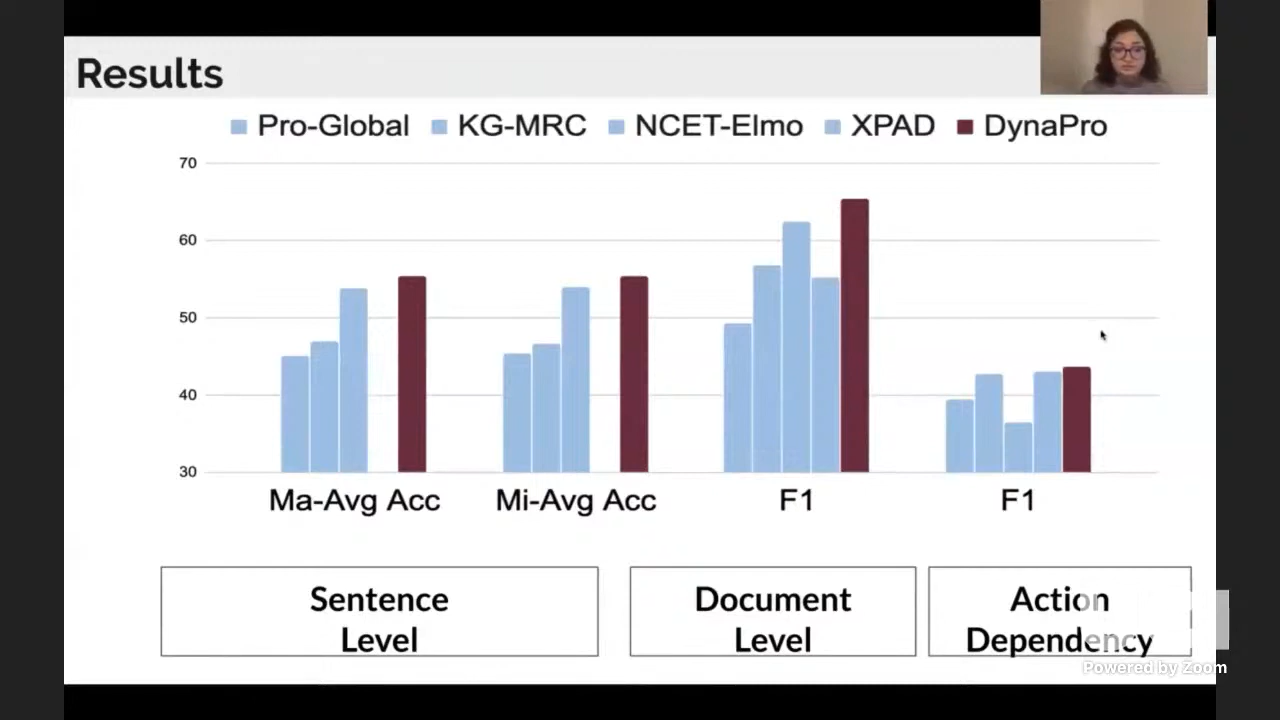 Results
Pro-Global KG-MRC NCET-Elmo XPAD DynaPro
70
60
50
40
30
Ma-Avg Acc Mi-Avg Acc F1 F1
Sentence
Level
Document
Level
Action
Dependency
Powered by Zoom